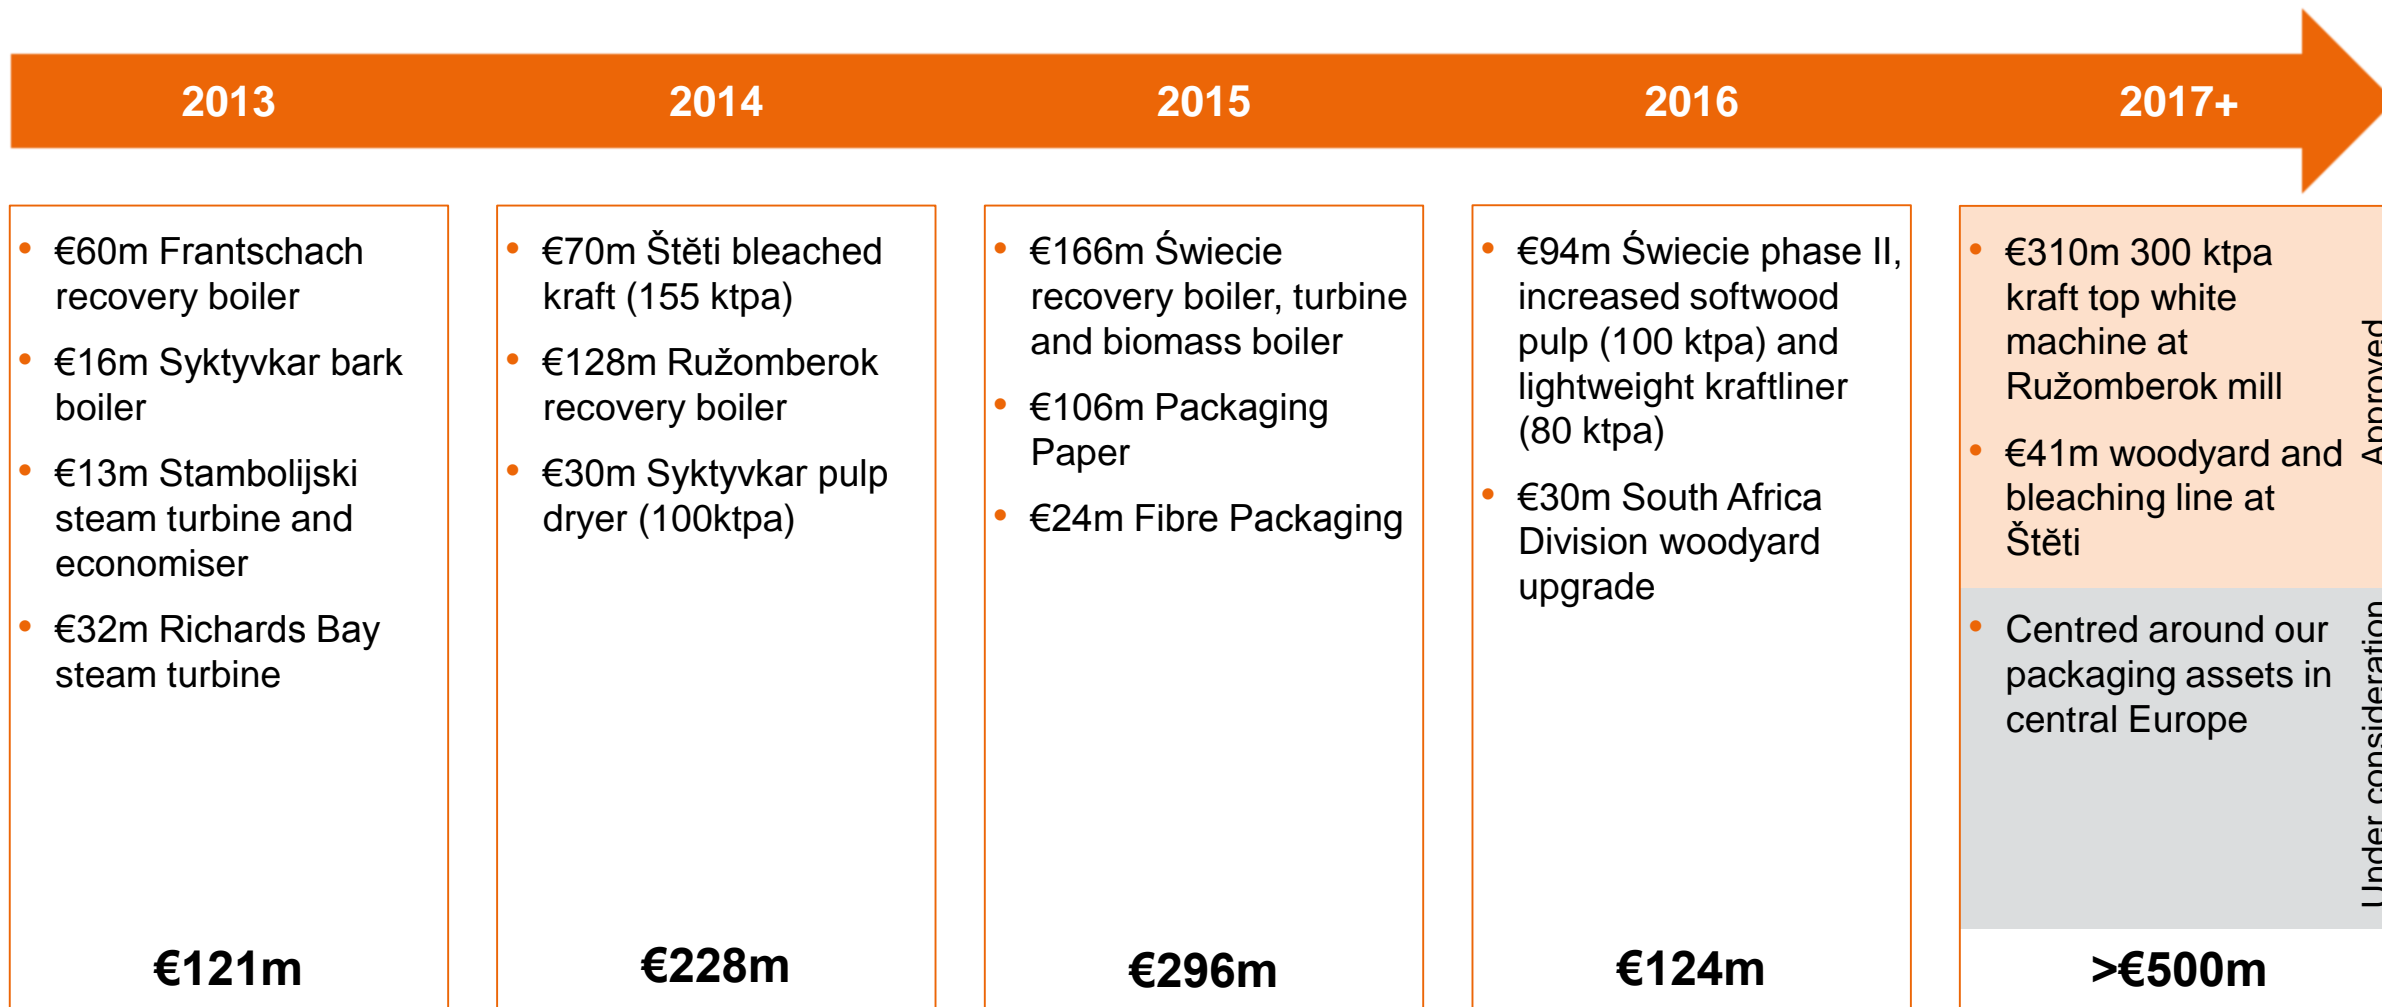 2013
2014
2015
2016
2017+
• €60m Frantschach
recovery boiler
• €16m Syktyvkar bark
boiler
• €13m Stambolijski
steam turbine and
economiser
• €32m Richards Bay
steam turbine
€121m
• €70m Štěti bleached
kraft (155 ktpa)
• €128m Ružomberok
recovery boiler
• €30m Syktyvkar pulp
dryer (100ktpa)
€228m
• €166m Świecie
recovery boiler, turbine
and biomass boiler
• €106m Packaging
Paper
• €24m Fibre Packaging
€296m
• €94m Świecie phase II,
increased softwood
pulp (100 ktpa) and
lightweight kraftliner
(80 ktpa)
• €30m South Africa
Division woodyard
upgrade
€124m
• €310m 300 ktpa
kraft top white
machine at
Ružomberok mill
• €41m woodyard and
bleaching line at
Štěti
Approved
• Centred around our
packaging assets in
central Europe
Under consideration
>€500m